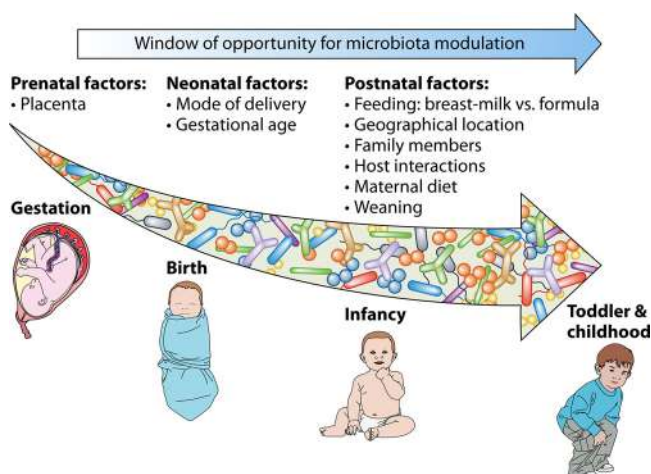 Window of opportunity for microbiota modulation
Prenatal factors:
• Placenta
Neonatal factors:
• Mode of delivery
• Gestational age
Postnatal factors:
• Feeding: breast-milk vs. formula
• Geographical location
• Family members
• Host interactions
• Maternal diet
• Weaning
Gestation
Birth
Infancy
Toddler &
childhood